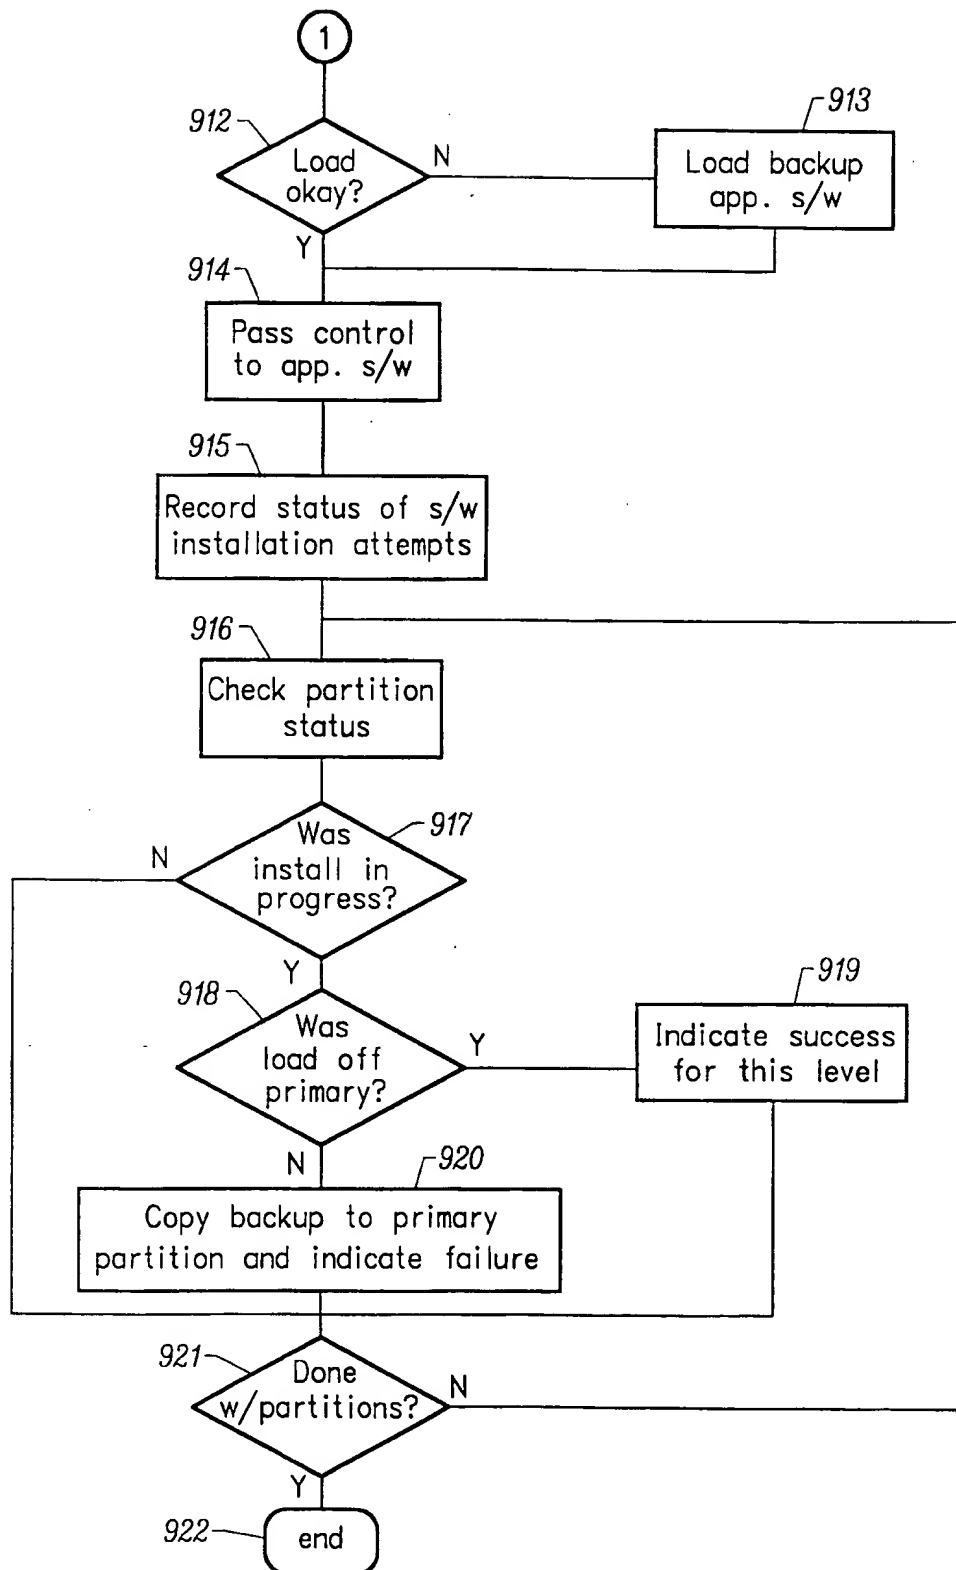 1
912
Load
okay?
N
Y
913
Load backup
app. s/w
914
Pass control
to app. s/w
915
Record status of s/w
installation attempts
916
Check partition
status
917
Was
install in
progress?
N
Y
918
Was
load off
primary?
Y
N
919
Indicate success
for this level
920
Copy backup to primary
partition and indicate failure
921
Done
w/partitions?
N
Y
922
end